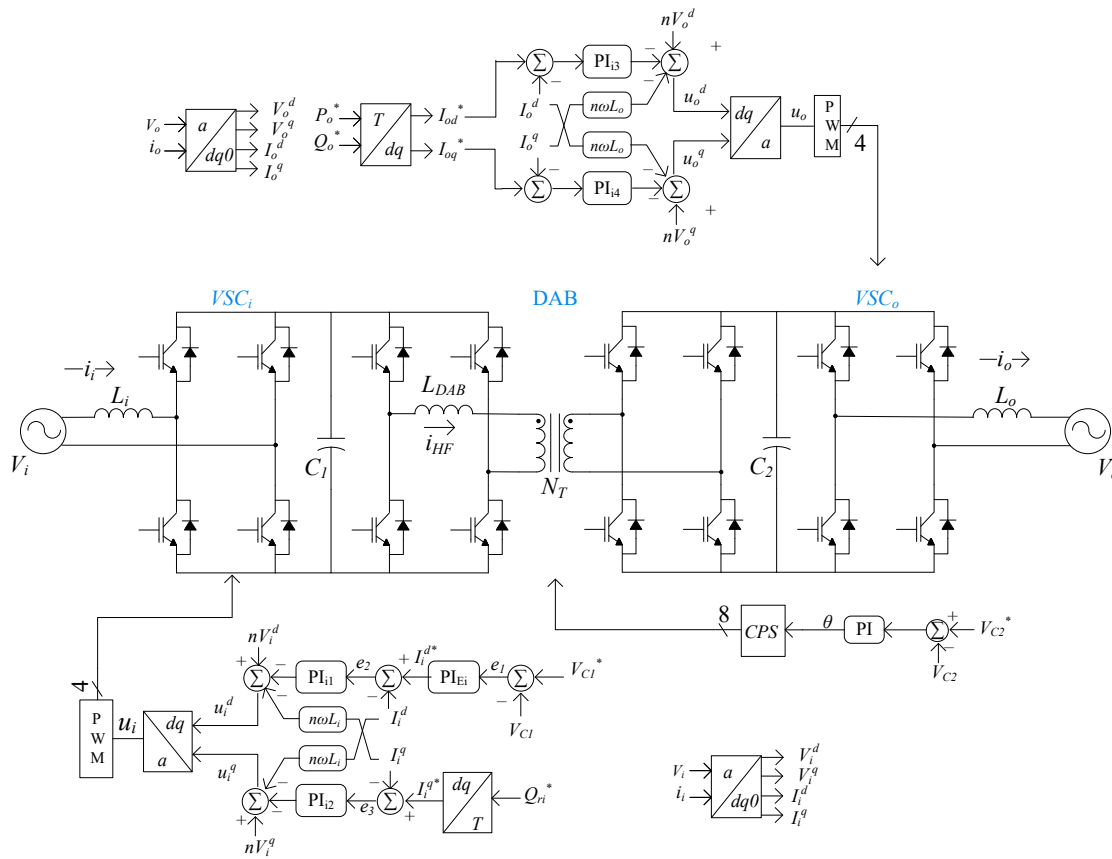 nV_o^d
+
P_o^* T I_od^* Σ PI_i3 − Σ
V_o a V_o^d
i_o dq0 V_o^q
I_o^d
I_o^q
Q_o^* dq I_oq^*
− I_o^d nωL_o − u_o^d dq u_o PWM 4
I_o^q nωL_o u_o^q a
− Σ PI_i4 − − Σ
+
nV_o^q
VSC_i DAB VSC_o
−i_i→ −i_o→
L_i L_DAB L_o
i_HF
V_i C_1 N_T C_2 V
8 CPS θ PI Σ + V_C2^*
− V_C2
nV_i^d
4 + − Σ PI_i1 e_2 Σ + I_i^d* PI_Ei e_1 Σ V_C1^*
− − I_i^d − V_C1
PWM u_i dq u_i^d nωL_i
a u_i^q nωL_i I_i^q
− − Σ PI_i2 e_3 − Σ + I_i^q* dq Q_ri^*
T
+ nV_i^q
V_i a V_i^d
i_i dq0 V_i^q
I_i^d
I_i^q